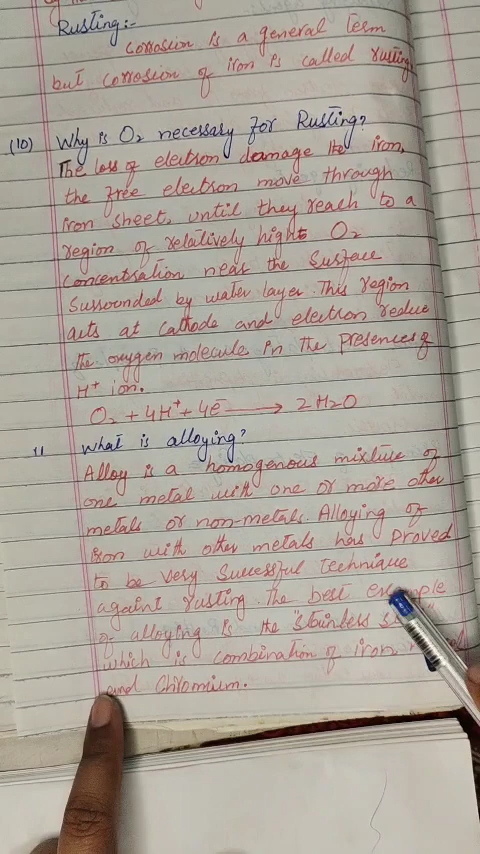 Rusting:-
Corrosion is a general term
but corrosion of iron is called rusting
(10) Why is O2 necessary for Rusting?
The loss of electron damage the iron,
the free electron move through
iron sheet, until they reach to a
region of relatively hight O2
concentration near the surface
surrounded by water layer. This region
acts at cathode and electron reduce
the oxygen molecule in the presences of
H+ ion.
O2 + 4H+ + 4e ⟶ 2H2O
11 What is alloying?
Alloy is a homogenous mixture of
one metal with one or more other
metals or non-metals. Alloying of
iron with other metals has proved
to be very successful technique
againt rusting. The best example
of alloying is the "stainless
which is combination of iron
and chromium.